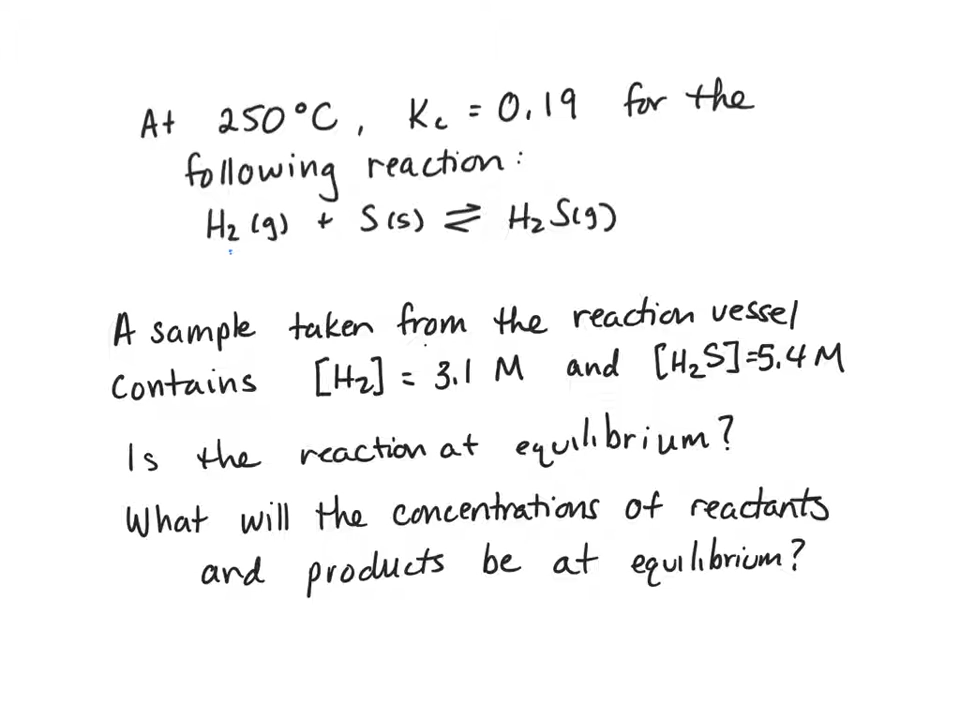 At 250°C, Kc = 0.19 for the
following reaction:
H₂(g) + S(s) ⇌ H₂S(g)
A sample taken from the reaction vessel
contains [H₂] = 3.1 M and [H₂S]=5.4M
Is the reaction at equilibrium?
What will the concentrations of reactants
and products be at equilibrium?